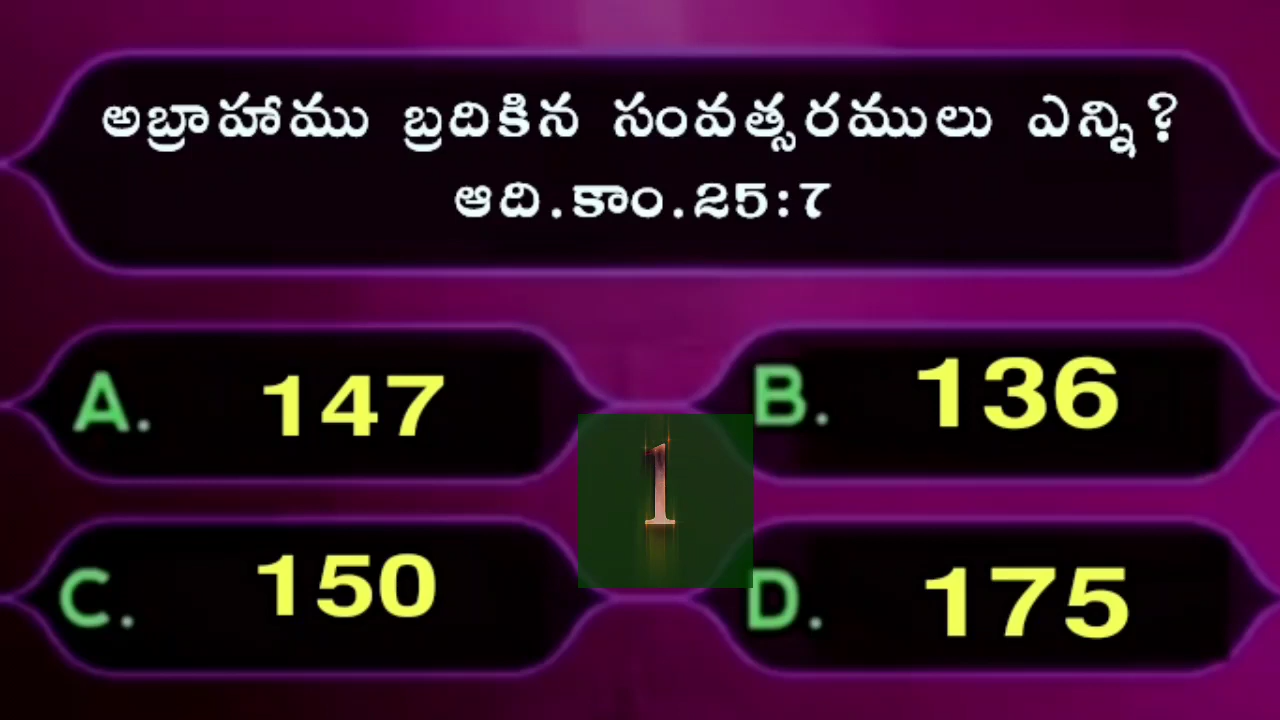 అబ్రాహాము బ్రదికిన సంవత్సరములు ఎన్ని?
ఆది.కాం.25:7
A. 147
B. 136
1
C. 150
D. 175